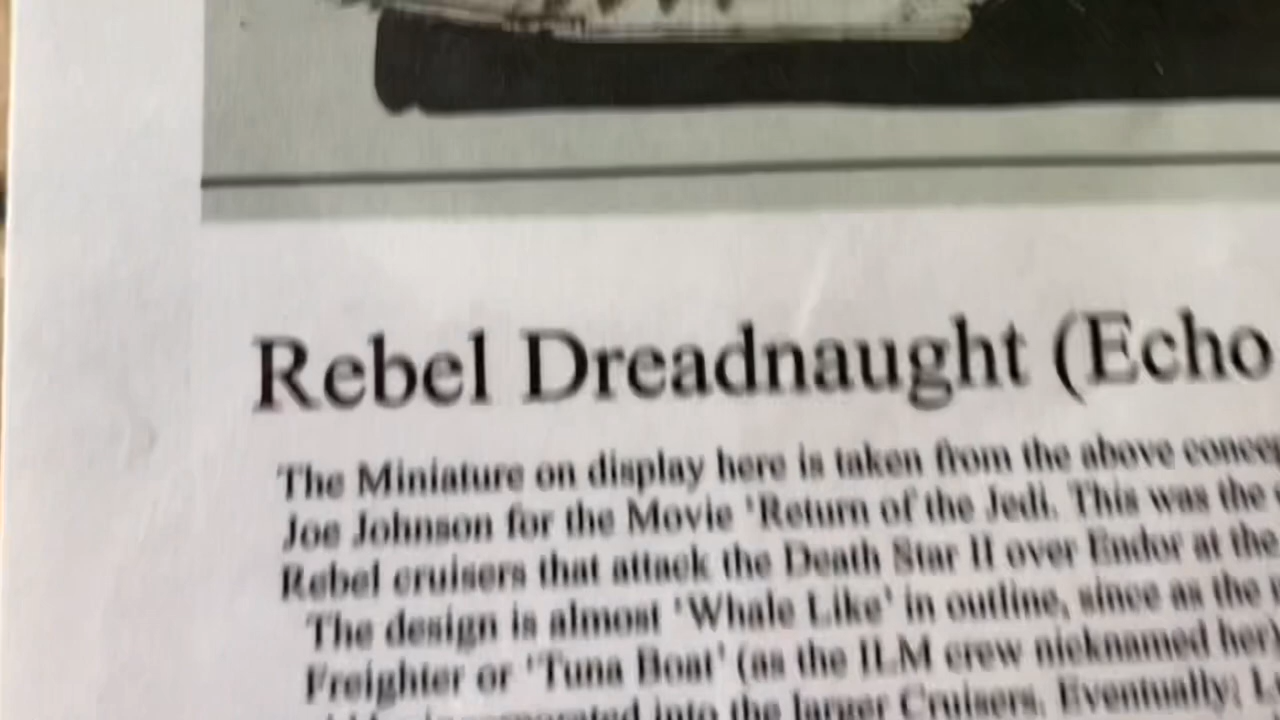 Rebel Dreadnaught (Echo
The Miniature on display here is taken from the above concep
Joe Johnson for the Movie 'Return of the Jedi. This was the
Rebel cruisers that attack the Death Star II over Endor at the
The design is almost 'Whale Like' in outline, since as the
Freighter or 'Tuna Boat' (as the ILM crew nicknamed her)
incorporated into the larger Cruisers. Eventually;